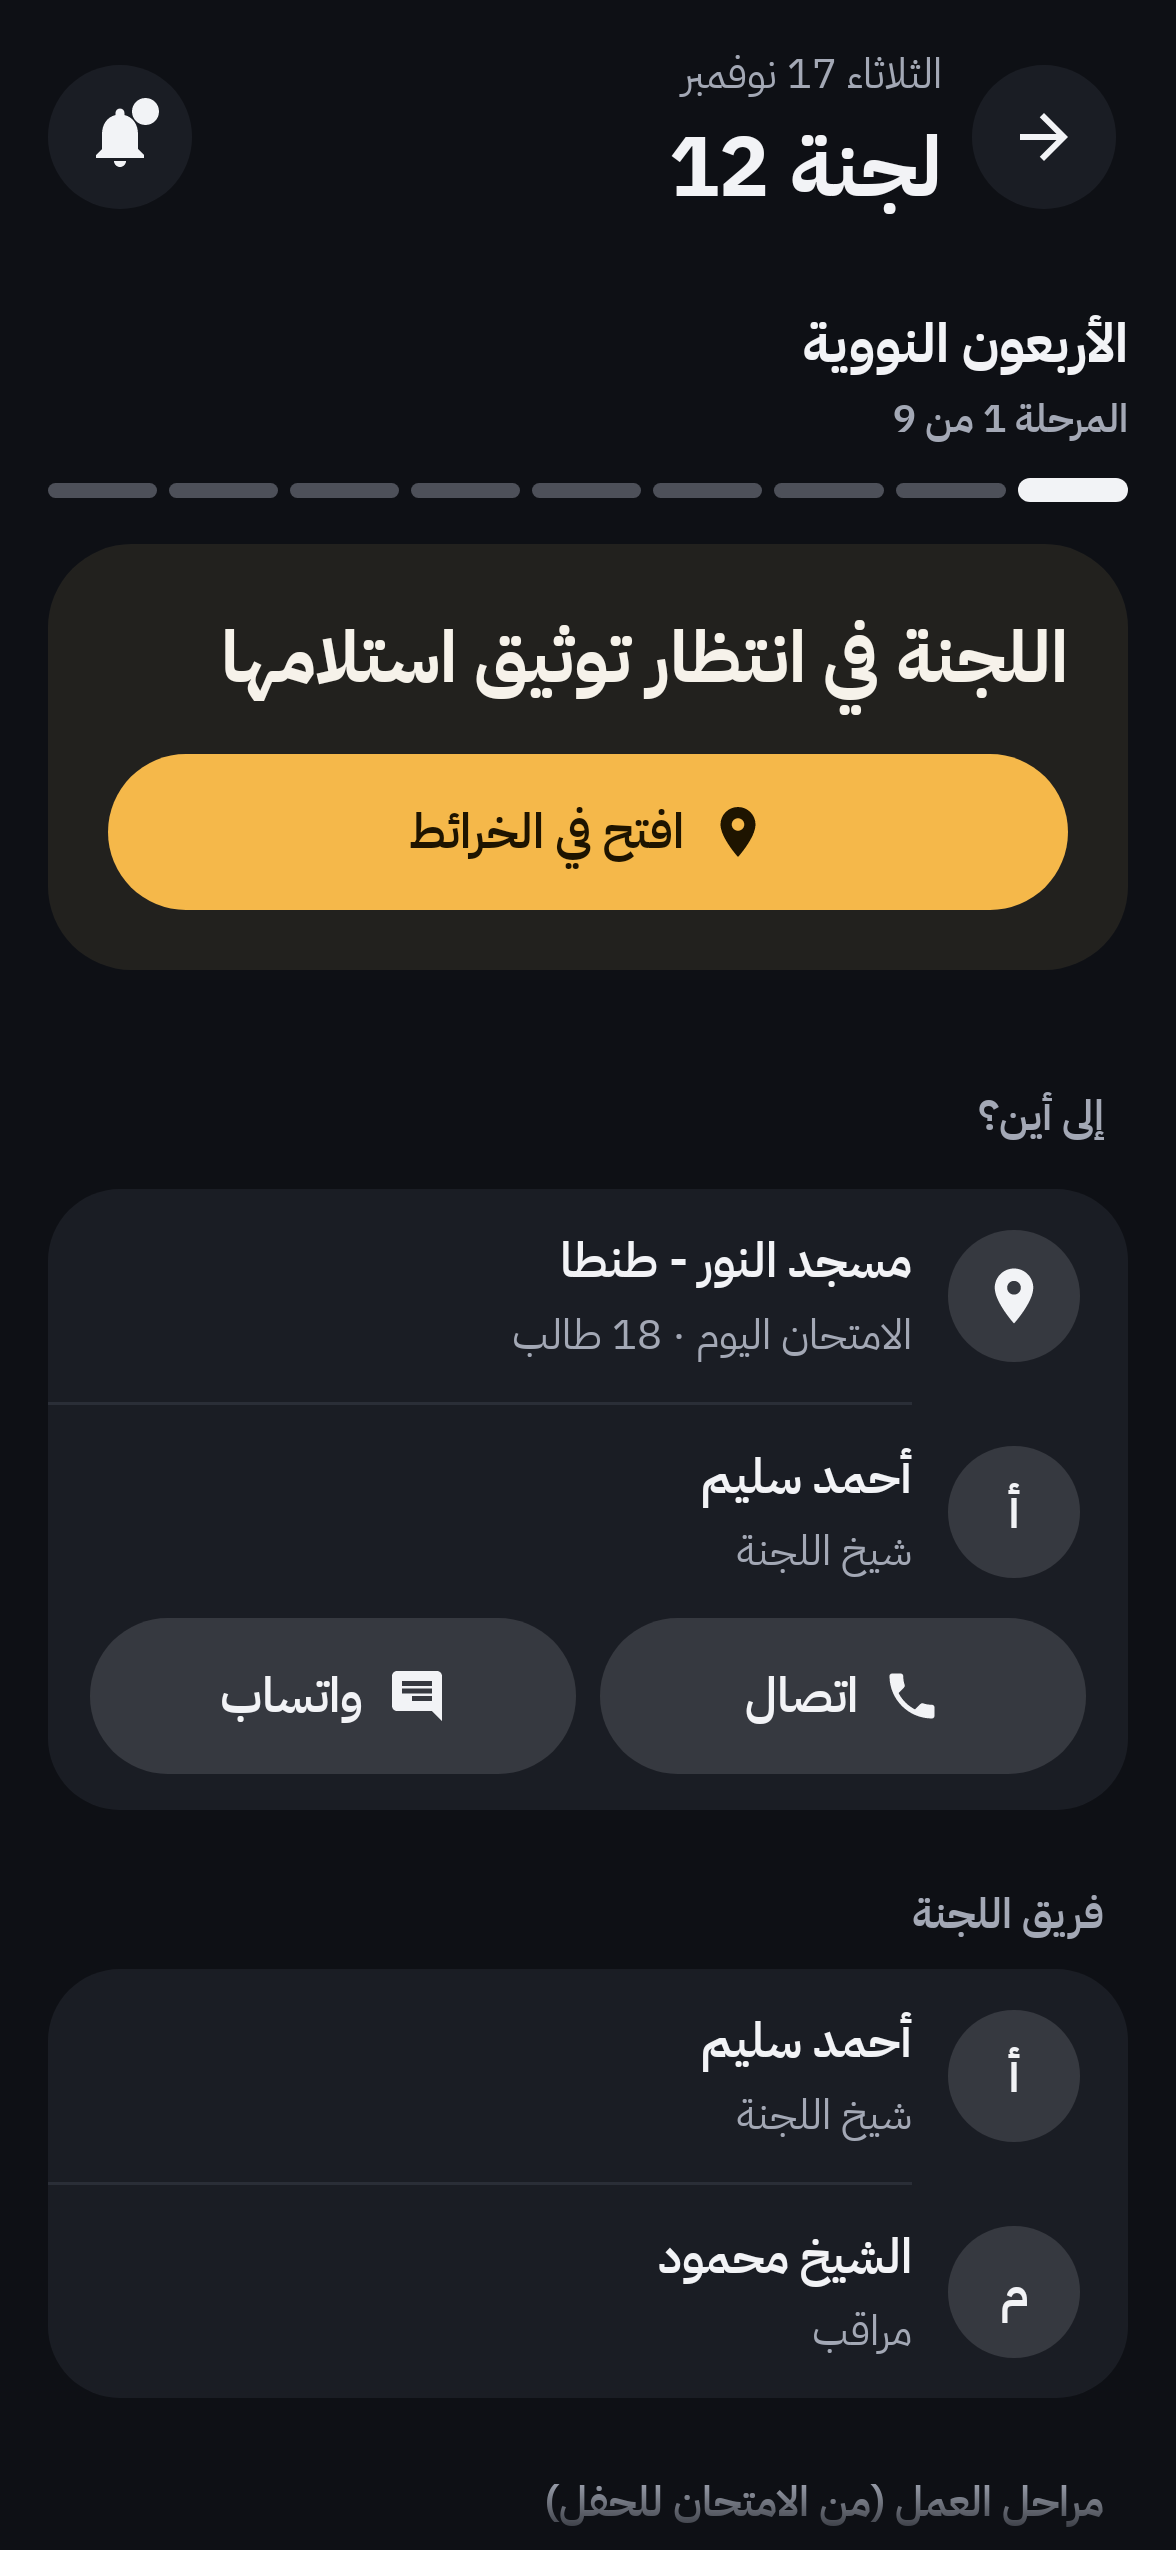 الثلاثاء 17 نوفمبر
لجنة 12
الأربعون النووية
المرحلة 1 من 9
اللجنة في انتظار توثيق استلامها
افتح في الخرائط
إلى أين؟
مسجد النور - طنطا
الامتحان اليوم · 18 طالب
أ
أحمد سليم
شيخ اللجنة
اتصال
واتساب
فريق اللجنة
أ
أحمد سليم
شيخ اللجنة
م
الشيخ محمود
مراقب
مراحل العمل (من الامتحان للحفل)